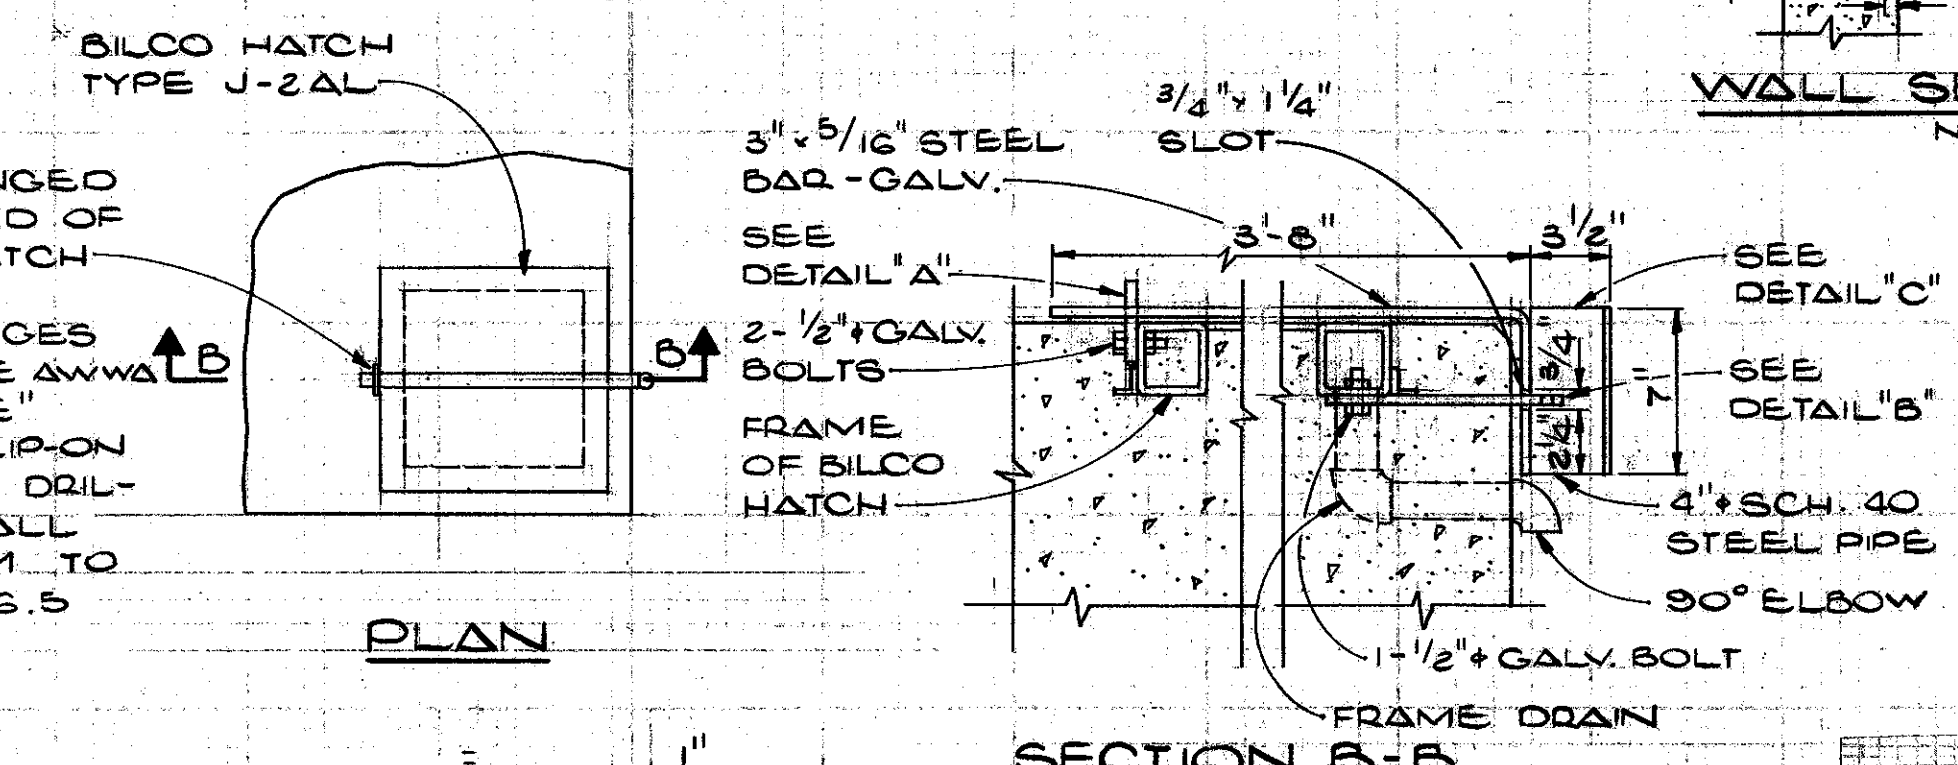 BILCO HATCH
TYPE J-2AL
NGED
D OF
TCH
GES
E AWWA
E"
IP-ON
DRIL-
ALL
M TO
6.5
B
B
PLAN
3" x 5/16" STEEL
BAR - GALV.
SEE
DETAIL "A"
2 - 1/2" φ GALV.
BOLTS
FRAME
OF BILCO
HATCH
3/4" x 1 1/4"
SLOT
3'-8"
3 1/2"
SEE
DETAIL "C"
3/4"
7"
2 1/4"
SEE
DETAIL "B"
4" φ SCH. 40
STEEL PIPE
90° ELBOW
1 - 1/2" φ GALV. BOLT
FRAME DRAIN
SECTION B-B
WALL
1"